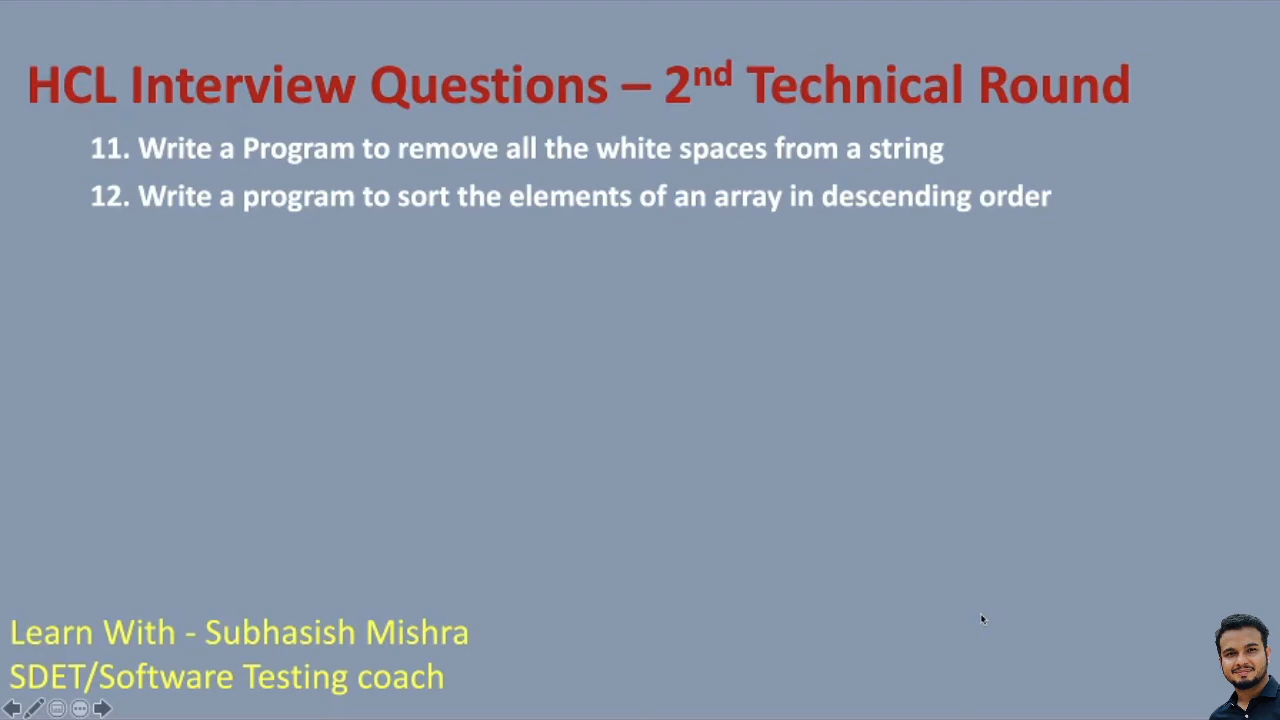 HCL Interview Questions – 2nd Technical Round
11. Write a Program to remove all the white spaces from a string
12. Write a program to sort the elements of an array in descending order
Learn With - Subhasish Mishra
SDET/Software Testing coach